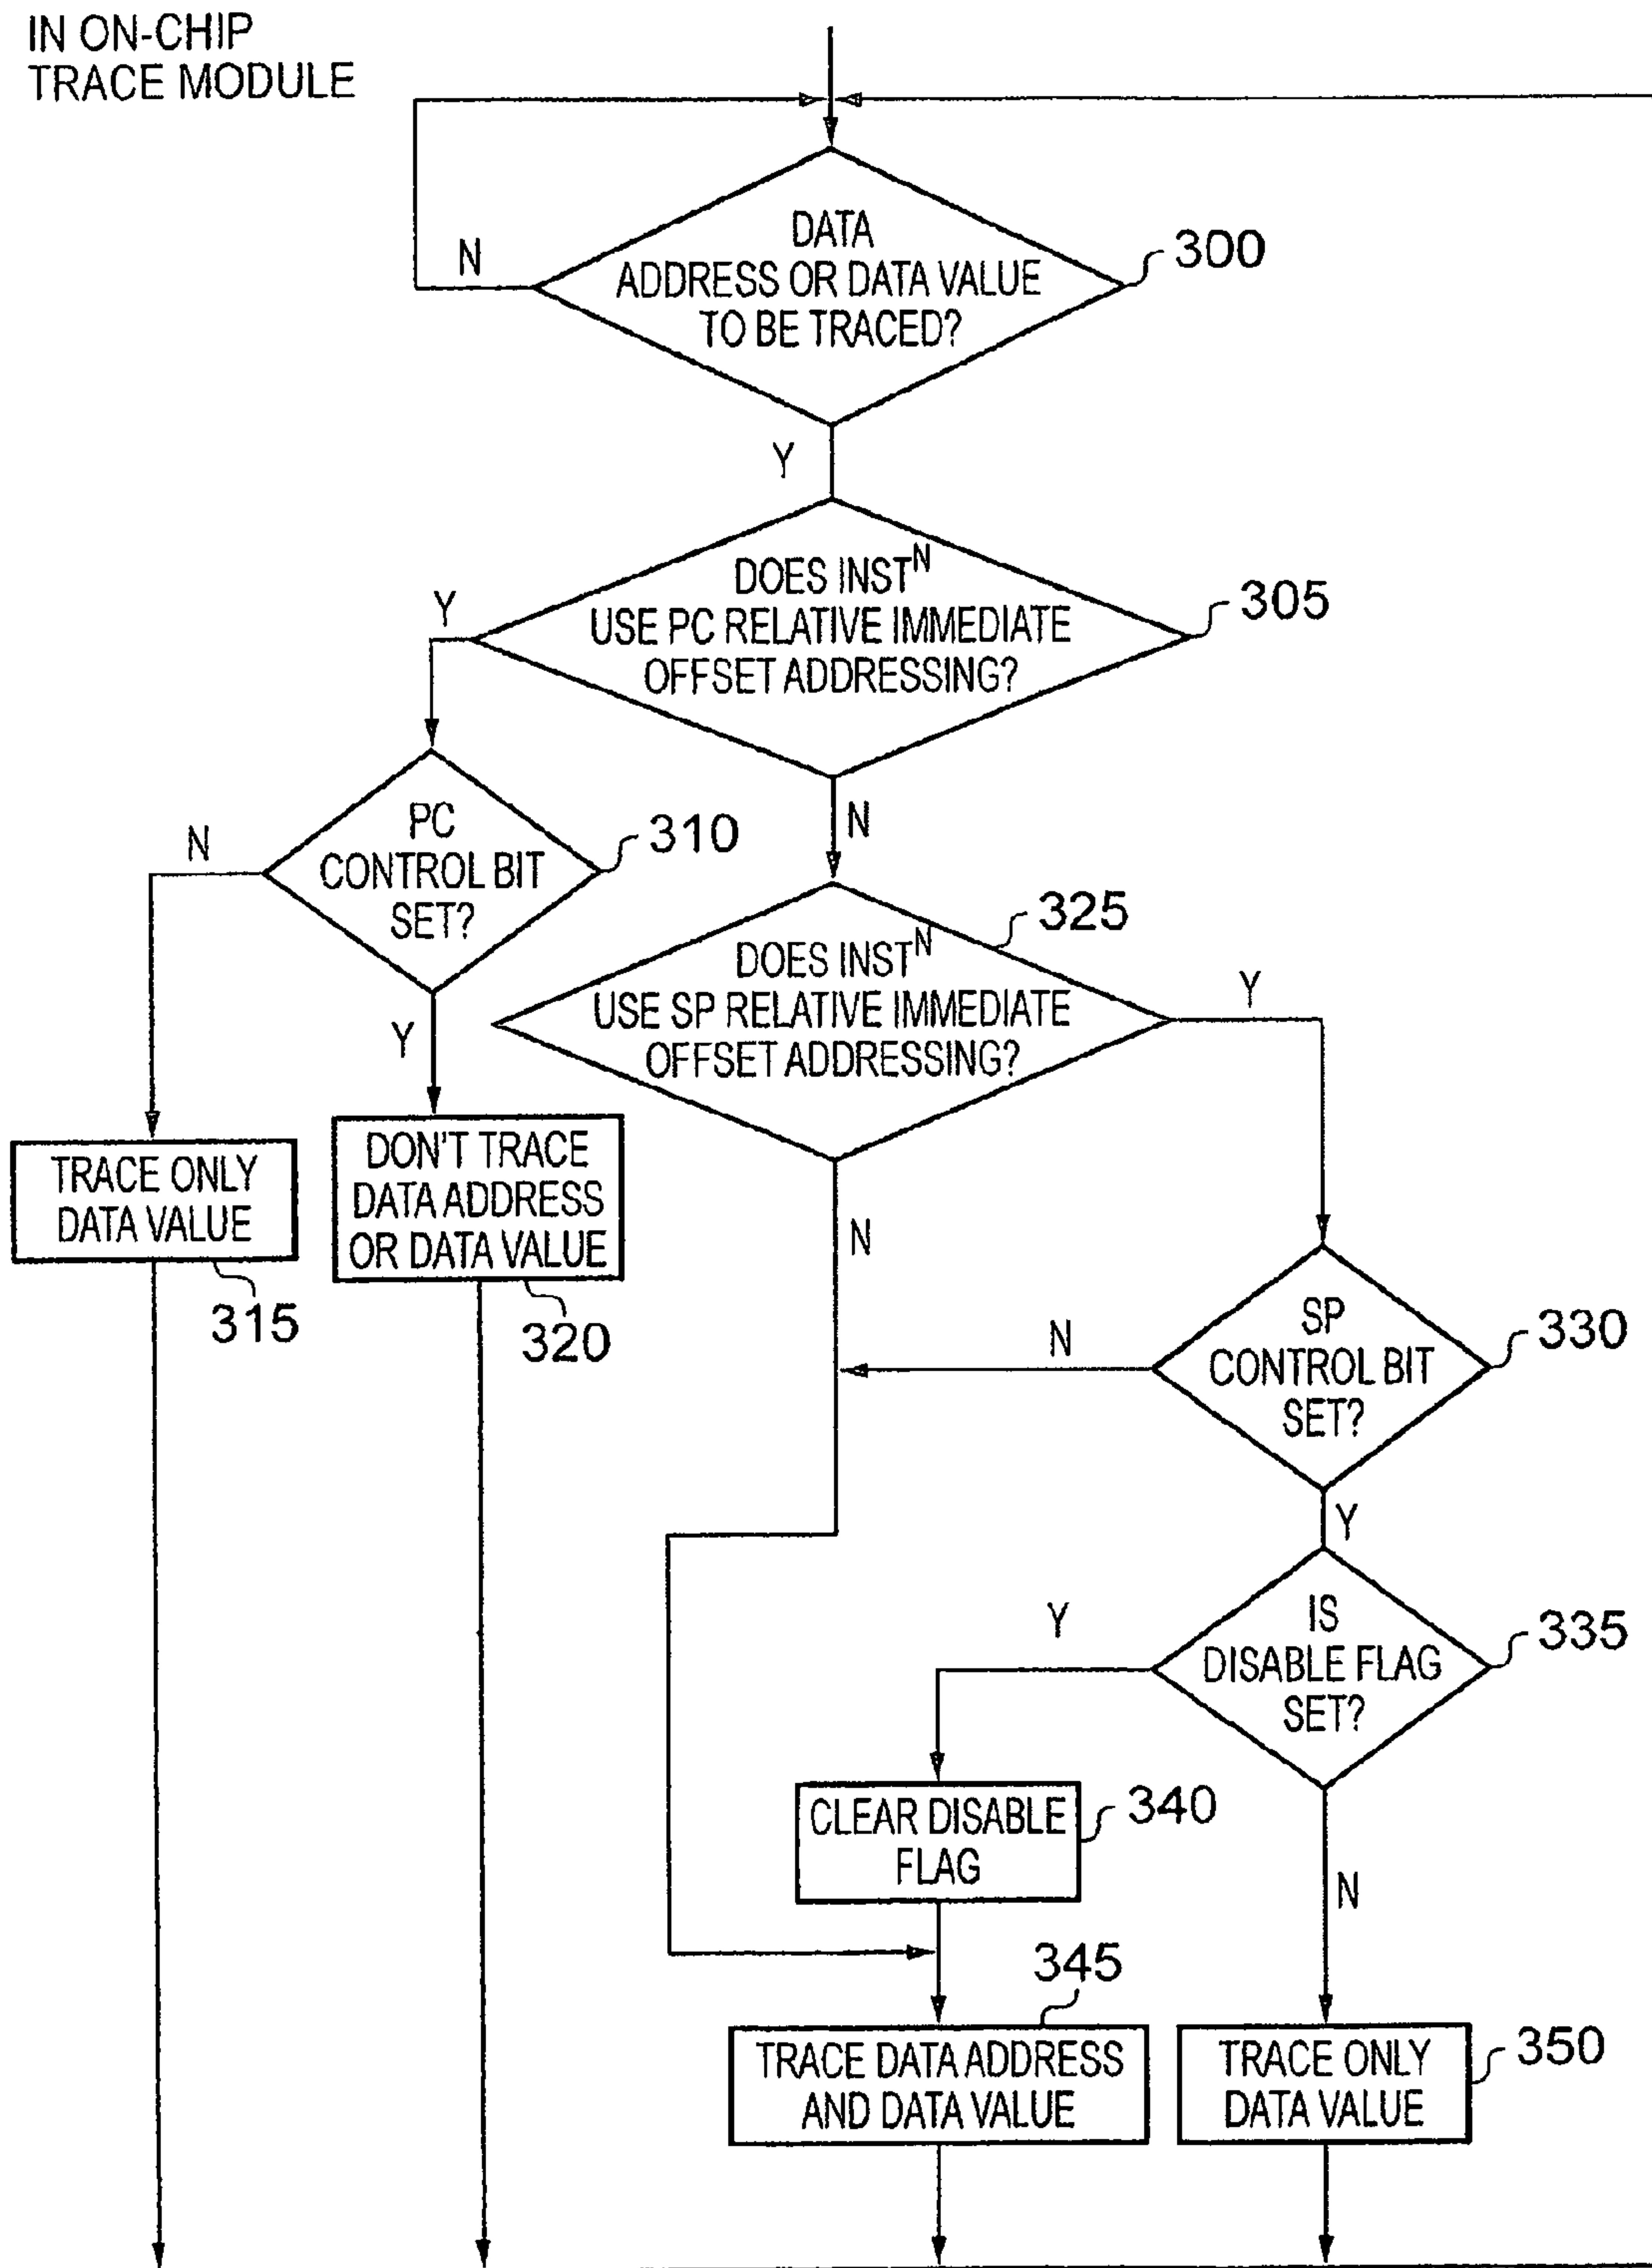 IN ON-CHIP
TRACE MODULE
DATA
ADDRESS OR DATA VALUE
TO BE TRACED?
300
N
Y
DOES INST^N
USE PC RELATIVE IMMEDIATE
OFFSET ADDRESSING?
305
Y
N
PC
CONTROL BIT
SET?
310
N
Y
DOES INST^N
USE SP RELATIVE IMMEDIATE
OFFSET ADDRESSING?
325
Y
N
TRACE ONLY
DATA VALUE
315
DON'T TRACE
DATA ADDRESS
OR DATA VALUE
320
SP
CONTROL BIT
SET?
330
N
Y
IS
DISABLE FLAG
SET?
335
Y
N
CLEAR DISABLE
FLAG
340
345
TRACE DATA ADDRESS
AND DATA VALUE
TRACE ONLY
DATA VALUE
350